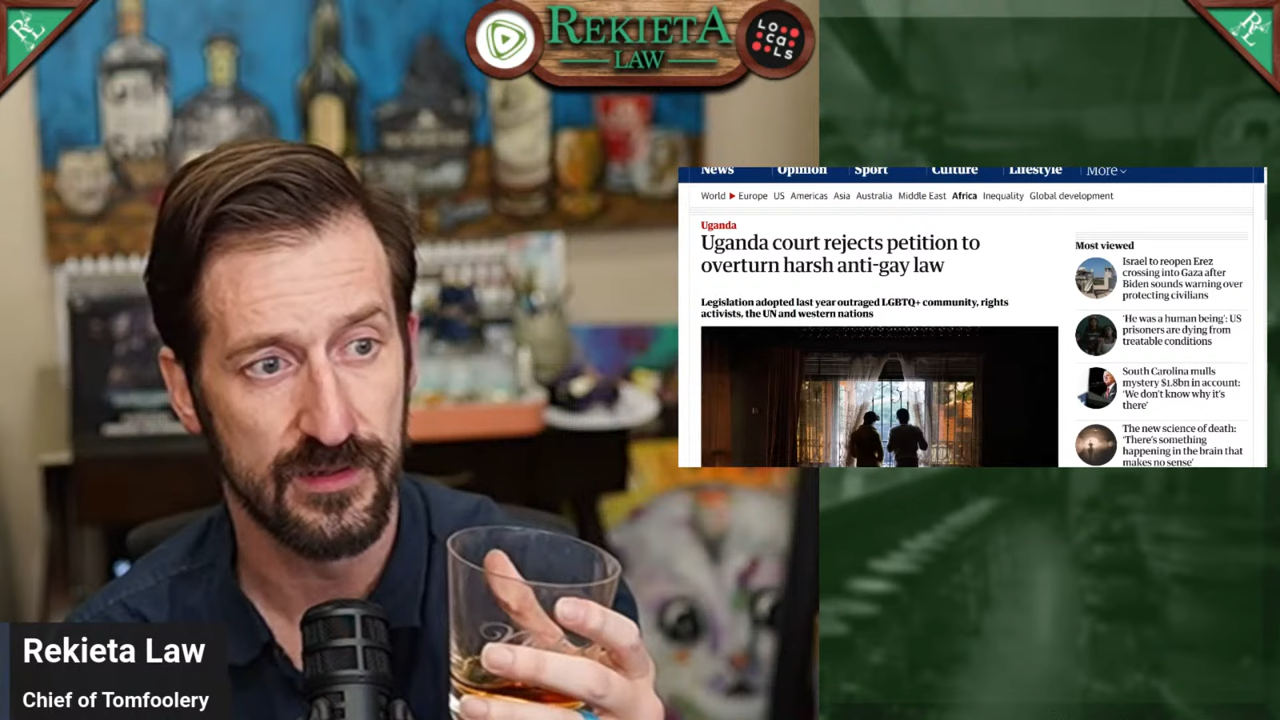 REKIETA
LAW
LOCALS
RL
RL
News Opinion Sport Culture Lifestyle More
World Europe US Americas Asia Australia Middle East Africa Inequality Global development
Uganda
Uganda court rejects petition to
overturn harsh anti-gay law
Legislation adopted last year outraged LGBTQ+ community, rights
activists, the UN and western nations
Most viewed
Israel to reopen Erez
crossing into Gaza after
Biden sounds warning over
protecting civilians
‘He was a human being’: US
prisoners are dying from
treatable conditions
South Carolina mulls
mystery $1.8bn in account:
‘We don’t know why it’s
there’
The new science of death:
‘There’s something
happening in the brain that
makes no sense’
Rekieta Law
Chief of Tomfoolery